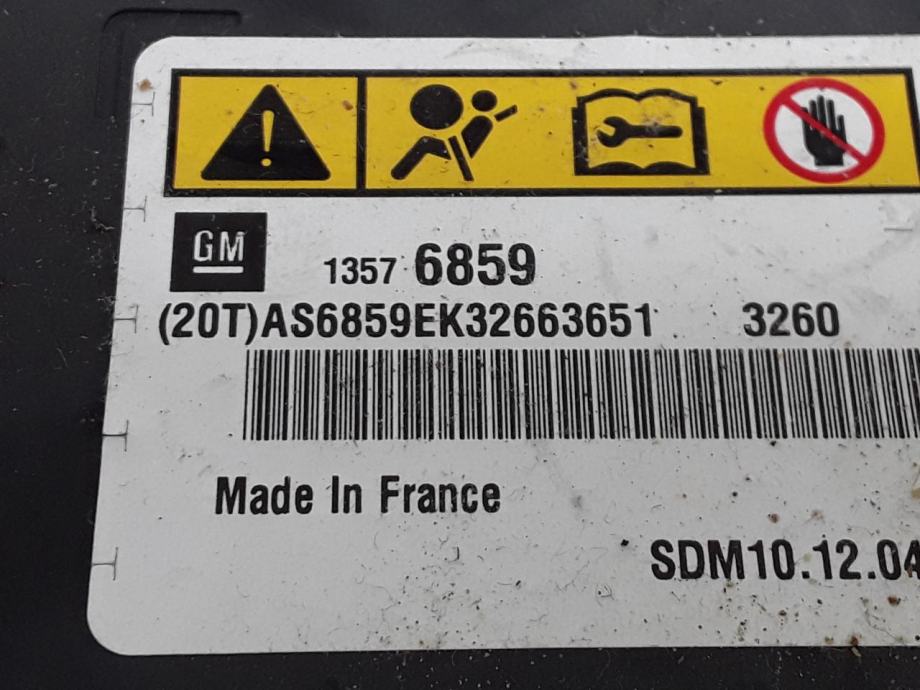 GM
1357 6859
(20T)AS6859EK32663651 3260
Made In France
SDM10.12.04